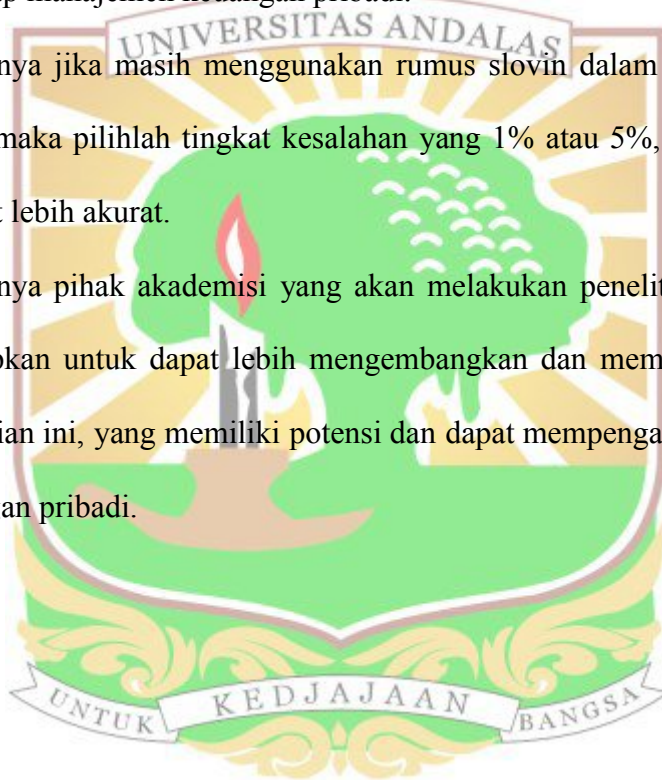 manajemen keuangan pribadi.
UNIVERSITAS ANDALAS
nya jika masih menggunakan rumus slovin dalam
maka pilihlah tingkat kesalahan yang 1% atau 5%,
t lebih akurat.
nya pihak akademisi yang akan melakukan penelit
okan untuk dapat lebih mengembangkan dan mem
ian ini, yang memiliki potensi dan dapat mempenga
an pribadi.
UNTUK KEDJAJAAN BANGSA